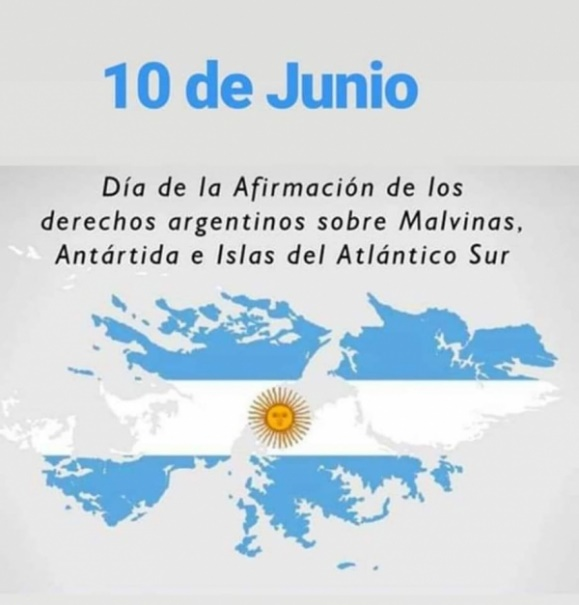 10 de Junio
Día de la Afirmación de los
derechos argentinos sobre Malvinas,
Antártida e Islas del Atlántico Sur